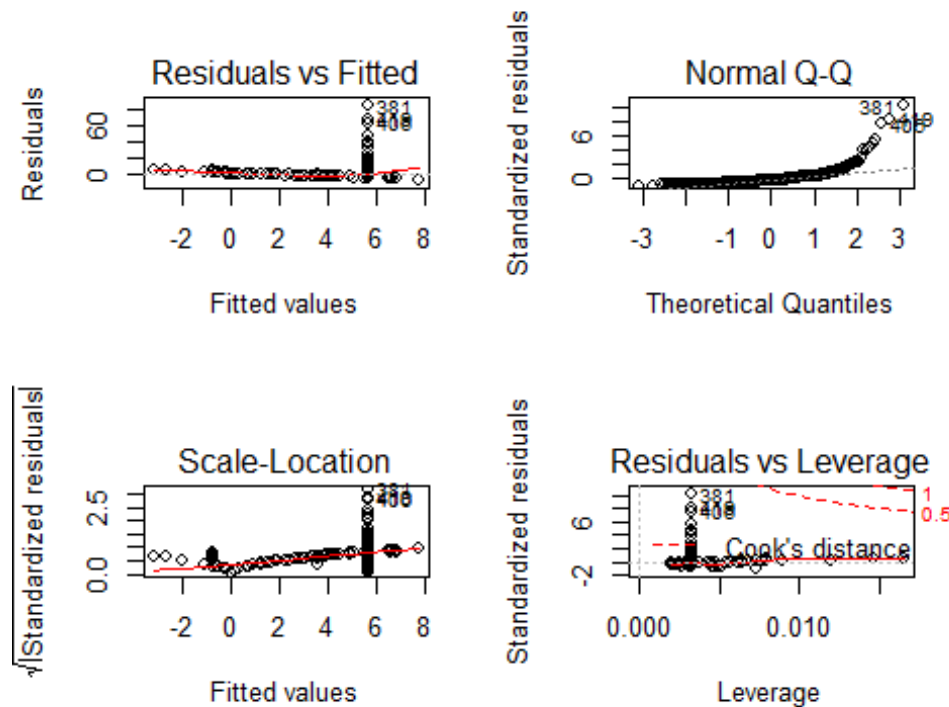 Residuals vs Fitted
Residuals
60
0
381
-2 0 2 4 6 8
Fitted values
Normal Q-Q
Standardized residuals
6
0
381
-3 -1 0 1 2 3
Theoretical Quantiles
Scale-Location
√|Standardized residuals|
2.5
0.0
381
-2 0 2 4 6 8
Fitted values
Residuals vs Leverage
Standardized residuals
6
-2
381
1
0.5
Cook's distance
0.000 0.010
Leverage